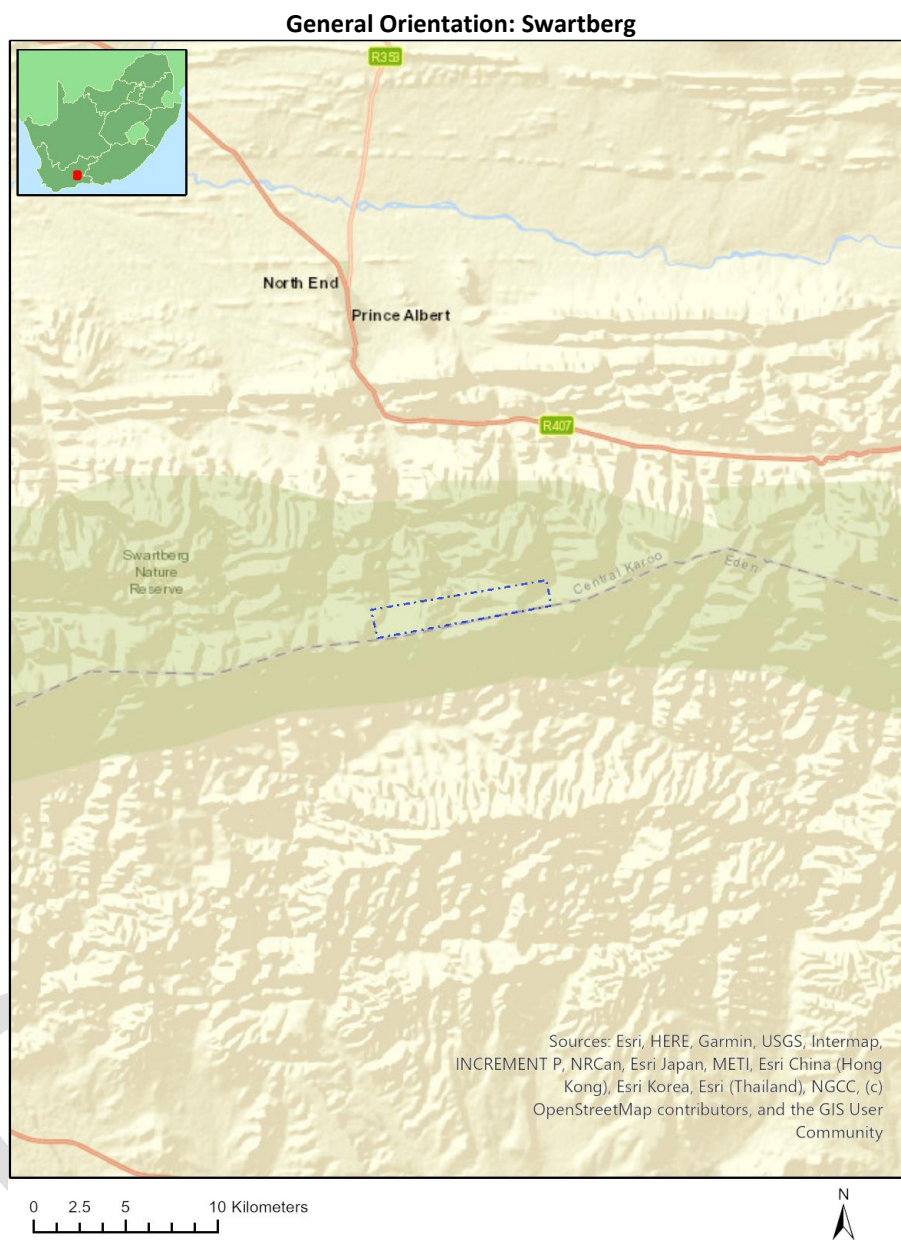 General Orientation: Swartberg
R353
North End
Prince Albert
R407
Swartberg
Nature
Reserve
Central Karoo
Eden
Sources: Esri, HERE, Garmin, USGS, Intermap,
INCREMENT P, NRCan, Esri Japan, METI, Esri China (Hong
Kong), Esri Korea, Esri (Thailand), NGCC, (c)
OpenStreetMap contributors, and the GIS User
Community
0 2.5 5 10 Kilometers
N